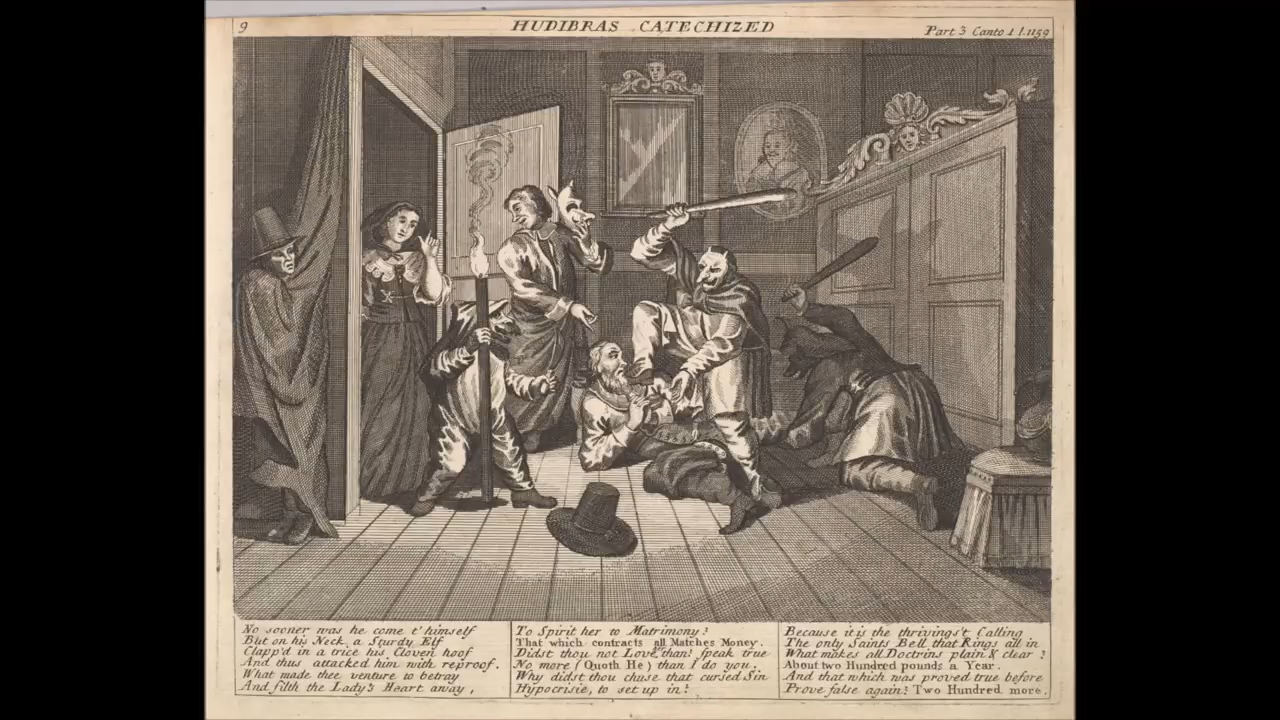 9
HUDIBRAS CATECHIZED
Part 3 Canto 1 l.1159
No sooner was he come t' himself
But on his Neck a Sturdy Elf
Clapp'd in a trice his Cloven hoof
And thus attacked him with reproof.
What made thee venture to betray
And filth the Lady's Heart away,
To Spirit her to Matrimony?
That which contracts all Matches Money.
Didst thou not Love than? speak true
No more (Quoth He) than I do you.
Why didst thou chuse that cursed Sin
Hypocrisie, to set up in?
Because it is the thriving'st Calling
The only Saints Bell that Rings all in
What makes all Doctrins plain & clear?
About two Hundred pounds a Year.
And that which was proved true before
Prove false again? Two Hundred more.